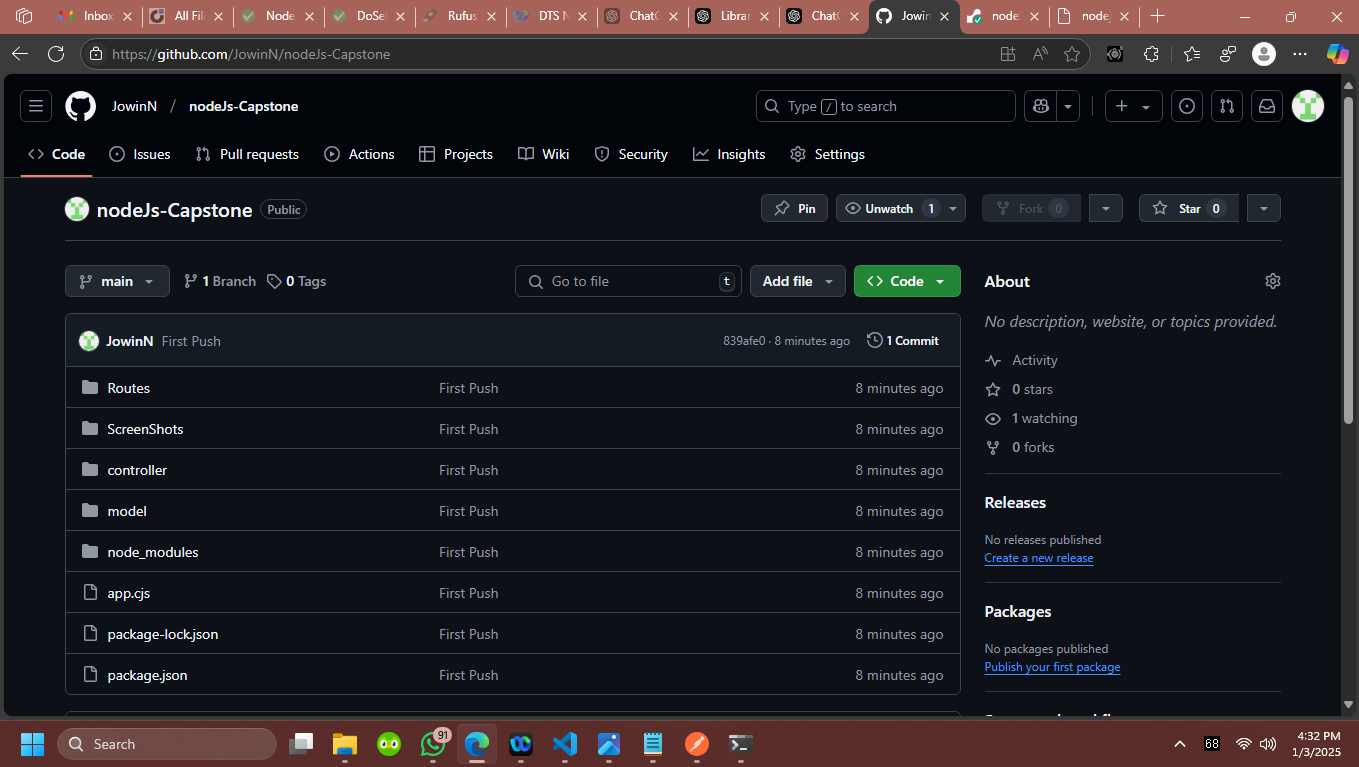 Inbox
All File
Node
DoSel
Rufus
DTS N
ChatG
Librar
ChatG
Jowin
node.
node
https://github.com/JowinN/nodeJs-Capstone
JowinN / nodeJs-Capstone
Type / to search
Code Issues Pull requests Actions Projects Wiki Security Insights Settings
nodeJs-Capstone Public
Pin Unwatch 1 Fork 0 Star 0
main 1 Branch 0 Tags
Go to file t Add file Code
JowinN First Push 839afe0 · 8 minutes ago 1 Commit
Routes First Push 8 minutes ago
ScreenShots First Push 8 minutes ago
controller First Push 8 minutes ago
model First Push 8 minutes ago
node_modules First Push 8 minutes ago
app.cjs First Push 8 minutes ago
package-lock.json First Push 8 minutes ago
package.json First Push 8 minutes ago
About
No description, website, or topics provided.
Activity
0 stars
1 watching
0 forks
Releases
No releases published
Create a new release
Packages
No packages published
Publish your first package
Search
91
68
4:32 PM
1/3/2025